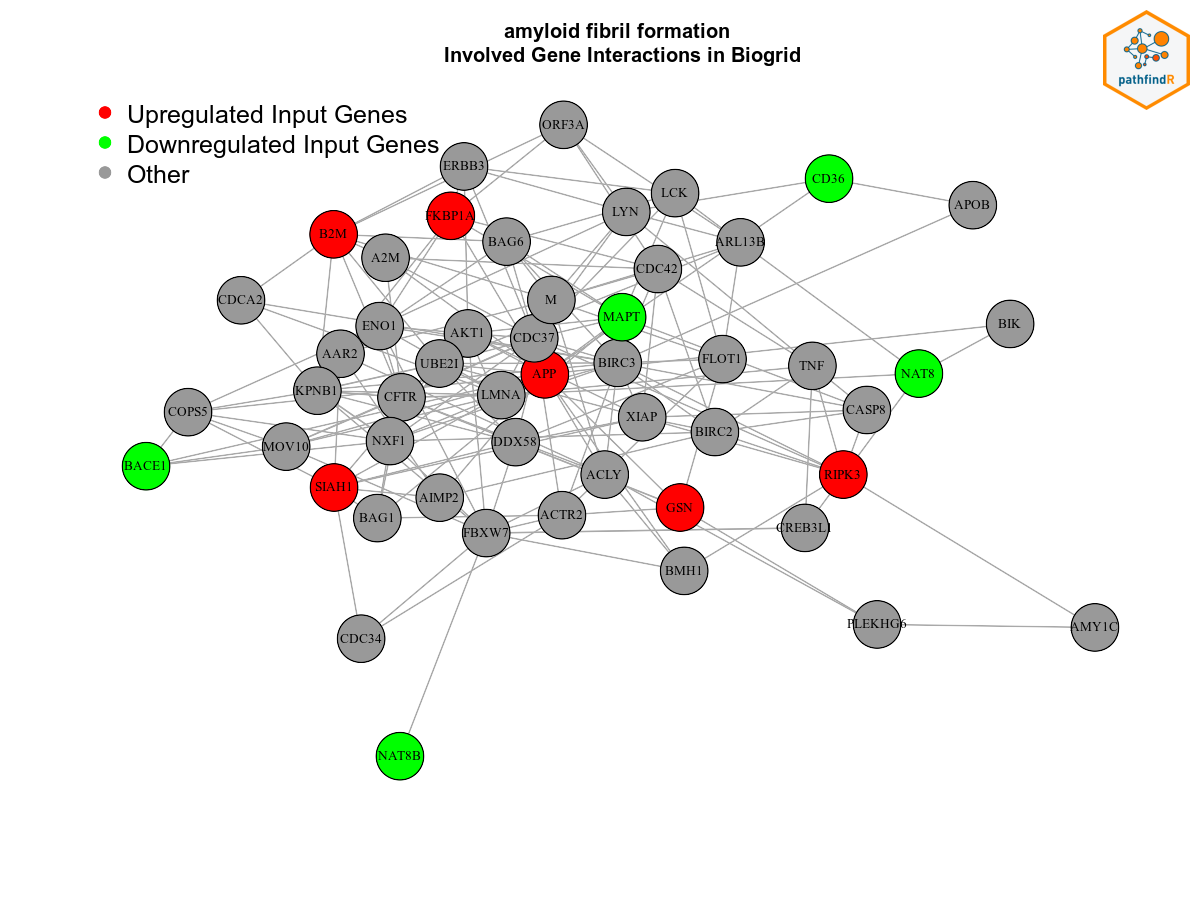 amyloid fibril formation
Involved Gene Interactions in Biogrid
pathfindR
Upregulated Input Genes
Downregulated Input Genes
Other
ORF3A
ERBB3
CD36
LCK
APOB
LYN
FKBP1A
B2M
BAG6
ARL13B
A2M
CDC42
CDCA2
M
MAPT
BIK
ENO1
AKT1
CDC37
AAR2
UBE2I
BIRC3
FLOT1
TNF
APP
NAT8
KPNB1
CFTR
LMNA
COPS5
XIAP
CASP8
BIRC2
NXF1
DDX58
MOV10
BACE1
ACLY
RIPK3
SIAH1
AIMP2
GSN
BAG1
ACTR2
FBXW7
CREB3L1
BMH1
PLEKHG6
AMY1C
CDC34
NAT8B